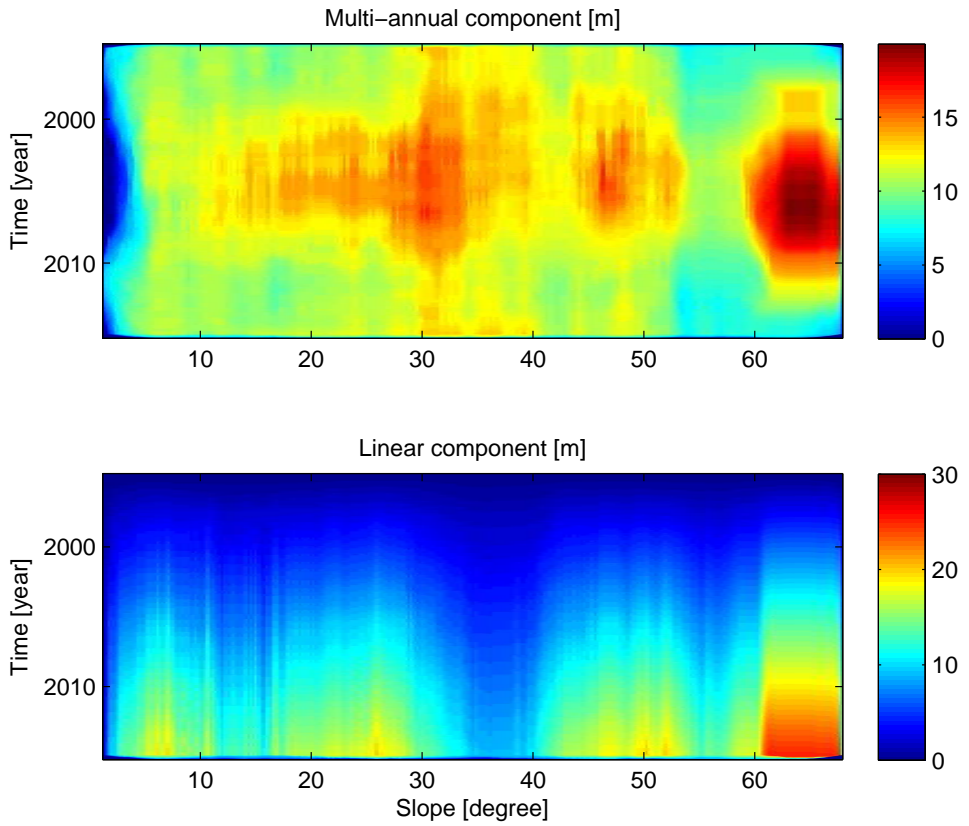 Multi−annual component [m]
Time [year]
2000
2010
10 20 30 40 50 60
0
5
10
15
Linear component [m]
Time [year]
2000
2010
10 20 30 40 50 60
Slope [degree]
0
10
20
30